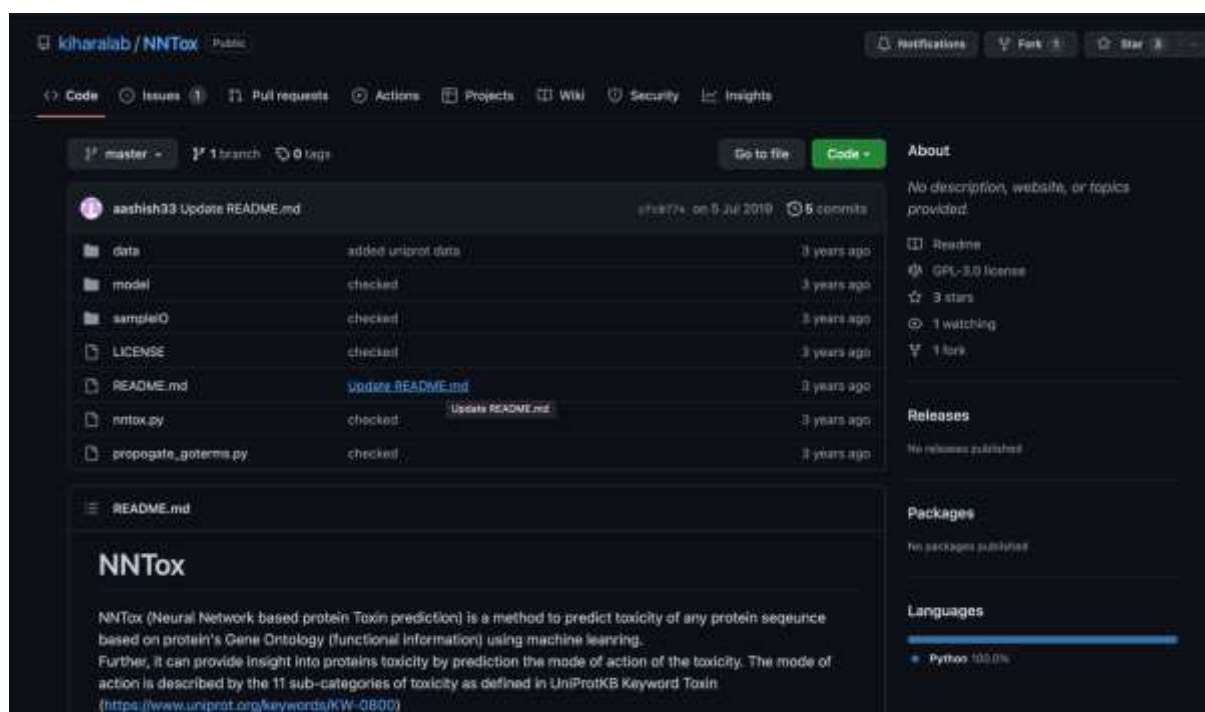 kiharalab / NNTox Public
Notifications Fork 1 Star 3
Code Issues 1 Pull requests Actions Projects Wiki Security Insights
master 1 branch 0 tags Go to file Code
aashish33 Update README.md on 5 Jul 2019 5 commits
data added uniprot data 3 years ago
model checked 3 years ago
sampleIO checked 3 years ago
LICENSE checked 3 years ago
README.md Update README.md 3 years ago
Update README.md
nntox.py checked 3 years ago
propogate_goterms.py checked 3 years ago
README.md
NNTox
NNTox (Neural Network based protein Toxin prediction) is a method to predict toxicity of any protein seqeunce
based on protein's Gene Ontology (functional information) using machine leanring.
Further, it can provide insight into proteins toxicity by prediction the mode of action of the toxicity. The mode of
action is described by the 11 sub-categories of toxicity as defined in UniProtKB Keyword Toxin
(https://www.uniprot.org/keywords/KW-0800)
About
No description, website, or topics
provided.
Readme
GPL-3.0 license
3 stars
1 watching
1 fork
Releases
No releases published
Packages
No packages published
Languages
Python 100.0%